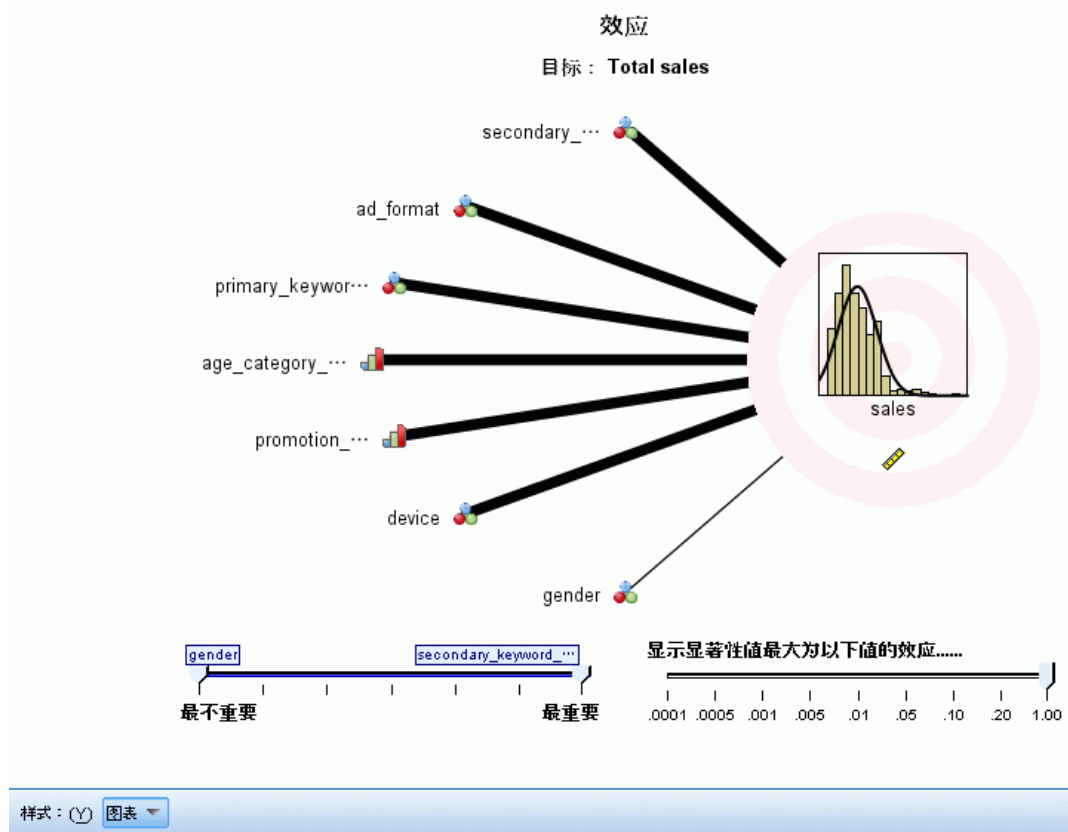 效应
目标： Total sales
secondary_…
ad_format
primary_keywor…
age_category_…
promotion_…
device
gender
sales
gender
secondary_keyword_…
最不重要
最重要
显示显著性值最大为以下值的效应......
.0001 .0005 .001 .005 .01 .05 .10 .20 1.00
样式：(Y) 图表